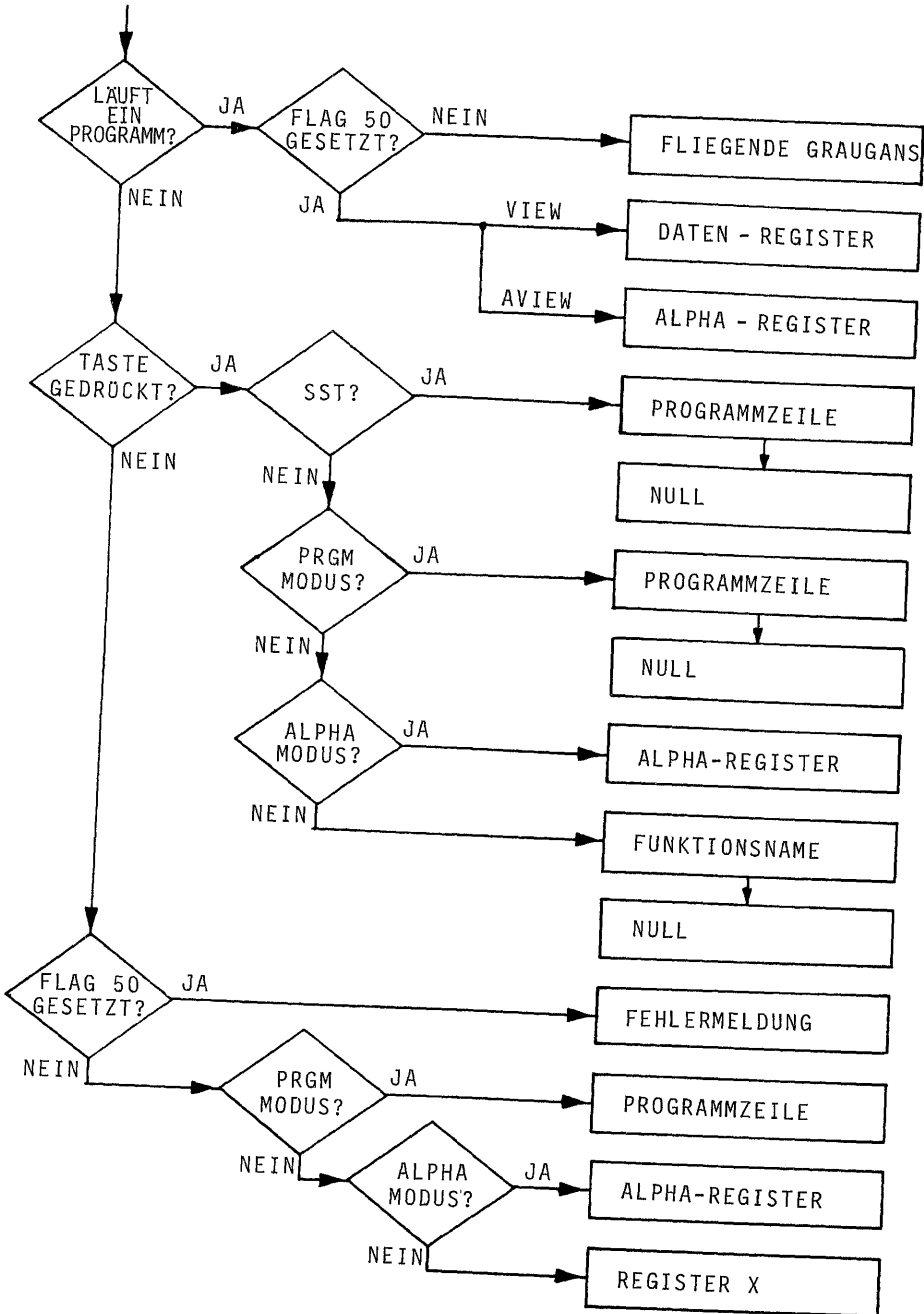 LÄUFT
EIN
PROGRAMM?
JA
FLAG 50
GESETZT?
NEIN
FLIEGENDE GRAUGANS
NEIN
JA
VIEW
DATEN - REGISTER
AVIEW
ALPHA - REGISTER
TASTE
GEDRÖCKT?
JA
SST?
JA
PROGRAMMZEILE
NULL
NEIN
NEIN
PRGM
MODUS?
JA
PROGRAMMZEILE
NULL
NEIN
ALPHA
MODUS?
JA
ALPHA-REGISTER
NEIN
FUNKTIONSNAME
NULL
FLAG 50
GESETZT?
JA
FEHLERMELDUNG
NEIN
PRGM
MODUS?
JA
PROGRAMMZEILE
NEIN
ALPHA
MODUS?
JA
ALPHA-REGISTER
NEIN
REGISTER X